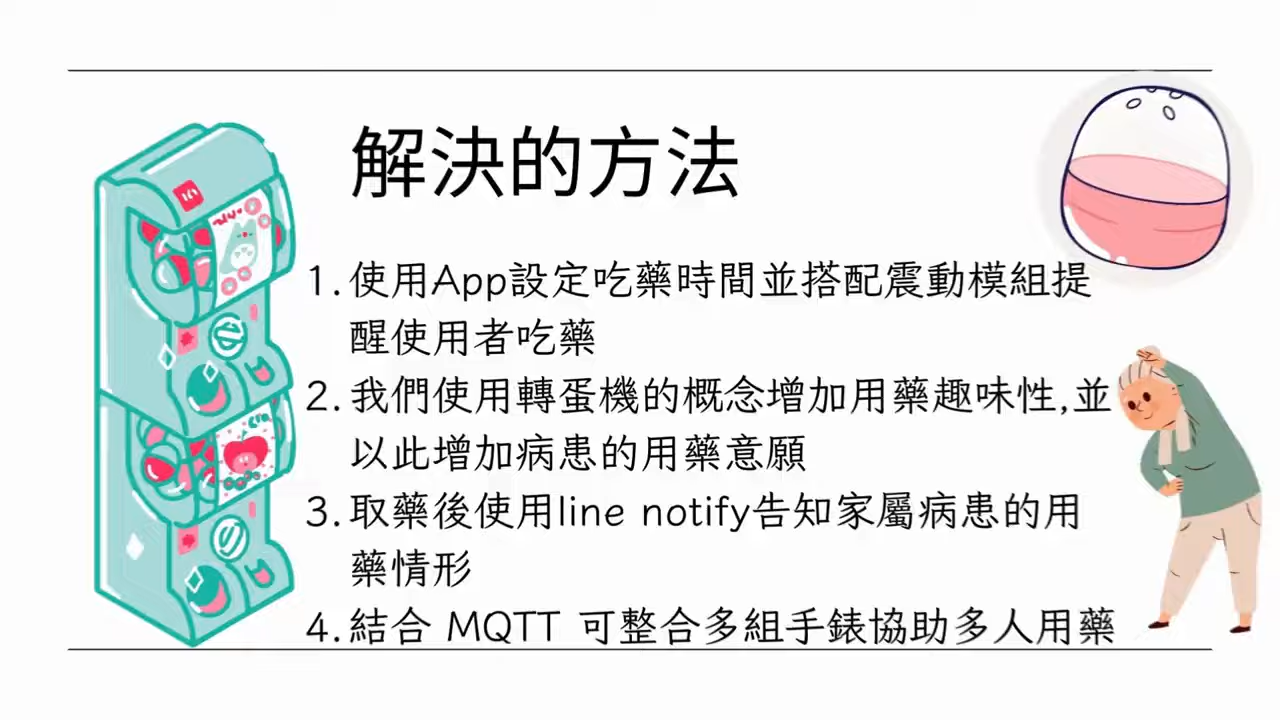 解決的方法
1.使用App設定吃藥時間並搭配震動模組提
醒使用者吃藥
2.我們使用轉蛋機的概念增加用藥趣味性,並
以此增加病患的用藥意願
3.取藥後使用line notify告知家屬病患的用
藥情形
4.結合 MQTT 可整合多組手錶協助多人用藥